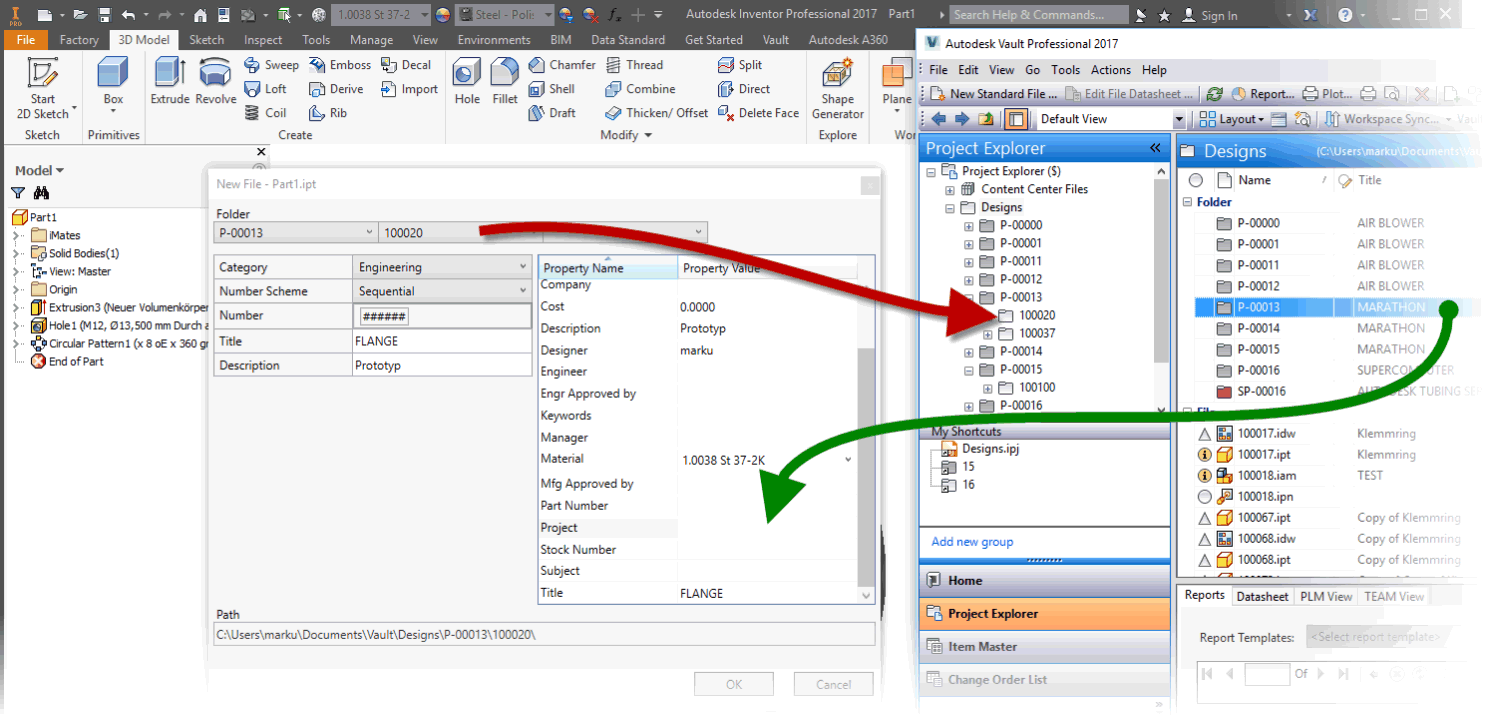 PRO
1.0038 St 37-2
Steel - Poli
Autodesk Inventor Professional 2017 Part1
Search Help & Commands...
Sign In
File Factory 3D Model Sketch Inspect Tools Manage View Environments BIM Data Standard Get Started Vault Autodesk A360
Start
2D Sketch
Box
Extrude
Revolve
Sweep
Loft
Coil
Emboss
Derive
Rib
Decal
Import
Hole
Fillet
Chamfer
Shell
Draft
Thread
Combine
Thicken/ Offset
Split
Direct
Delete Face
Shape
Generator
Plane
Sketch
Primitives
Create
Modify
Explore
Wor
Model
Part1
iMates
Solid Bodies(1)
View: Master
Origin
Extrusion3 (Neuer Volumenkörper
Hole1 (M12, Ø13,500 mm Durch a
Circular Pattern1 (x 8 oE x 360 gr
End of Part
New File - Part1.ipt
Folder
P-00013
100020
Category Engineering
Number Scheme Sequential
Number ######
Title FLANGE
Description Prototyp
Property Name Property Value
Company
Cost 0.0000
Description Prototyp
Designer marku
Engineer
Engr Approved by
Keywords
Manager
Material 1.0038 St 37-2K
Mfg Approved by
Part Number
Project
Stock Number
Subject
Title FLANGE
Path
C:\Users\marku\Documents\Vault\Designs\P-00013\100020\
OK
Cancel
Autodesk Vault Professional 2017
File Edit View Go Tools Actions Help
New Standard File ... Edit File Datasheet ... Report... Plot...
Default View
Layout
Workspace Sync...
Vau
Project Explorer
Project Explorer ($)
Content Center Files
Designs
P-00000
P-00001
P-00011
P-00012
P-00013
100020
100037
P-00014
P-00015
100100
P-00016
My Shortcuts
Designs.ipj
15
16
Add new group
Home
Project Explorer
Item Master
Change Order List
Designs
(C:\Users\marku\Documents\Vau
Name / Title
Folder
P-00000 AIR BLOWER
P-00001 AIR BLOWER
P-00011 AIR BLOWER
P-00012 AIR BLOWER
P-00013 MARATHON
P-00014 MARATHON
P-00015 MARATHON
P-00016 SUPERCOMPUTER
SP-00016 AUTODESK TUBING SE
File
100017.idw Klemmring
100017.ipt Klemmring
100018.iam TEST
100018.ipn
100067.ipt Copy of Klemmring
100068.idw Copy of Klemmring
100068.ipt Copy of Klemmring
Reports Datasheet PLM View TEAM View
Report Templates: <Select report template>
Of